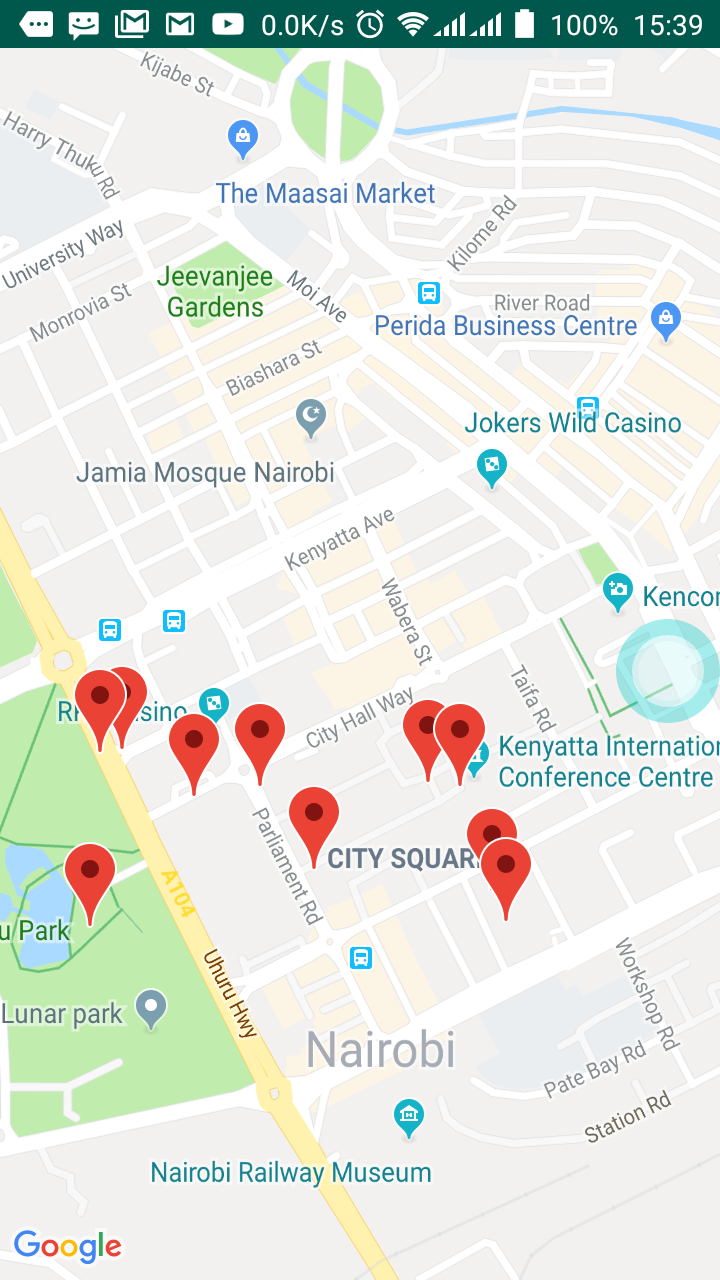 0.0K/s 100% 15:39
Kijabe St
Harry Thuku Rd
The Maasai Market
University Way
Kilome Rd
Jeevanjee
Gardens
Moi Ave
Monrovia St
River Road
Perida Business Centre
Biashara St
Jokers Wild Casino
Jamia Mosque Nairobi
Kenyatta Ave
Wabera St
Kencom
Taifa Rd
City Hall Way
Kenyatta Internation
Conference Centre
Parliament Rd
CITY SQUAR
A104
u Park
Uhuru Hwy
Lunar park
Workshop Rd
Nairobi
Pate Bay Rd
Station Rd
Nairobi Railway Museum
Google